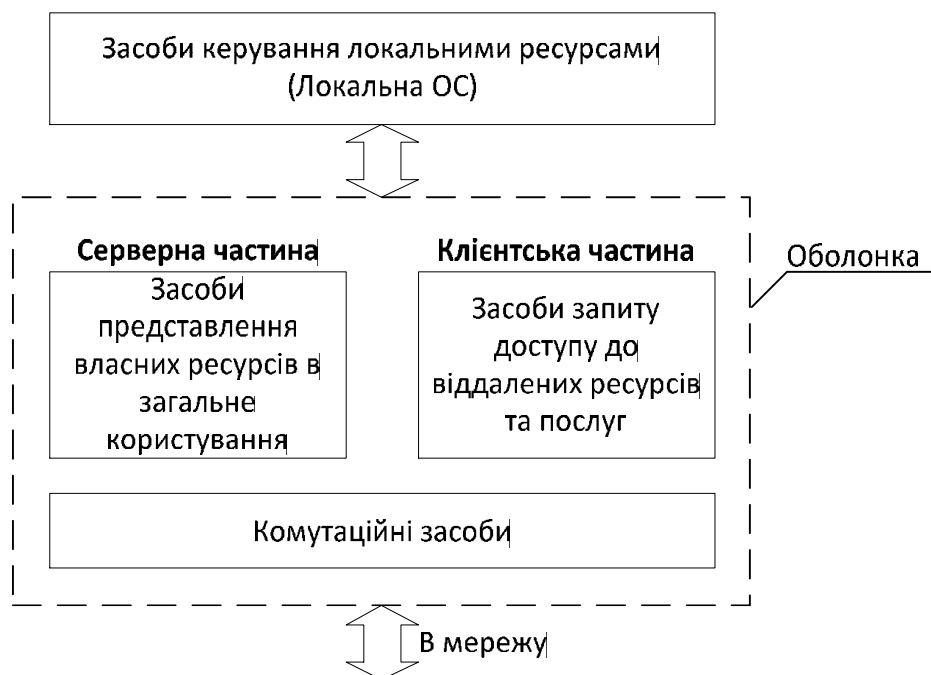 Засоби керування локальними ресурсами
(Локальна ОС)
Серверна частина
Засоби
представлення
власних ресурсів в
загальне
користування
Клієнтська частина
Засоби запиту
доступу до
віддалених ресурсів
та послуг
Оболонка
Комутаційні засоби
В мережу